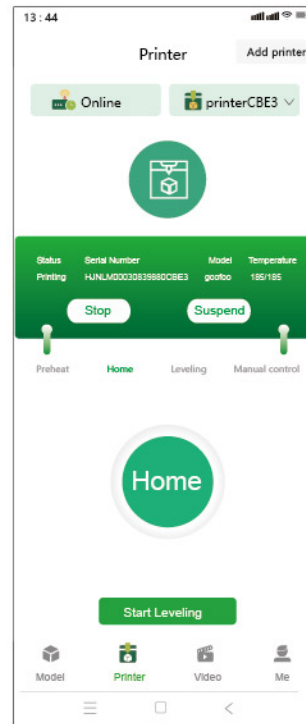 13 : 44
Printer
Add printer
Online
printerCBE3
Status Serial Number Model Temperature
Printing HJNLM00030839880CBE3 goofoo 185/185
Stop Suspend
Preheat Home Leveling Manual control
Home
Start Leveling
Model Printer Video Me